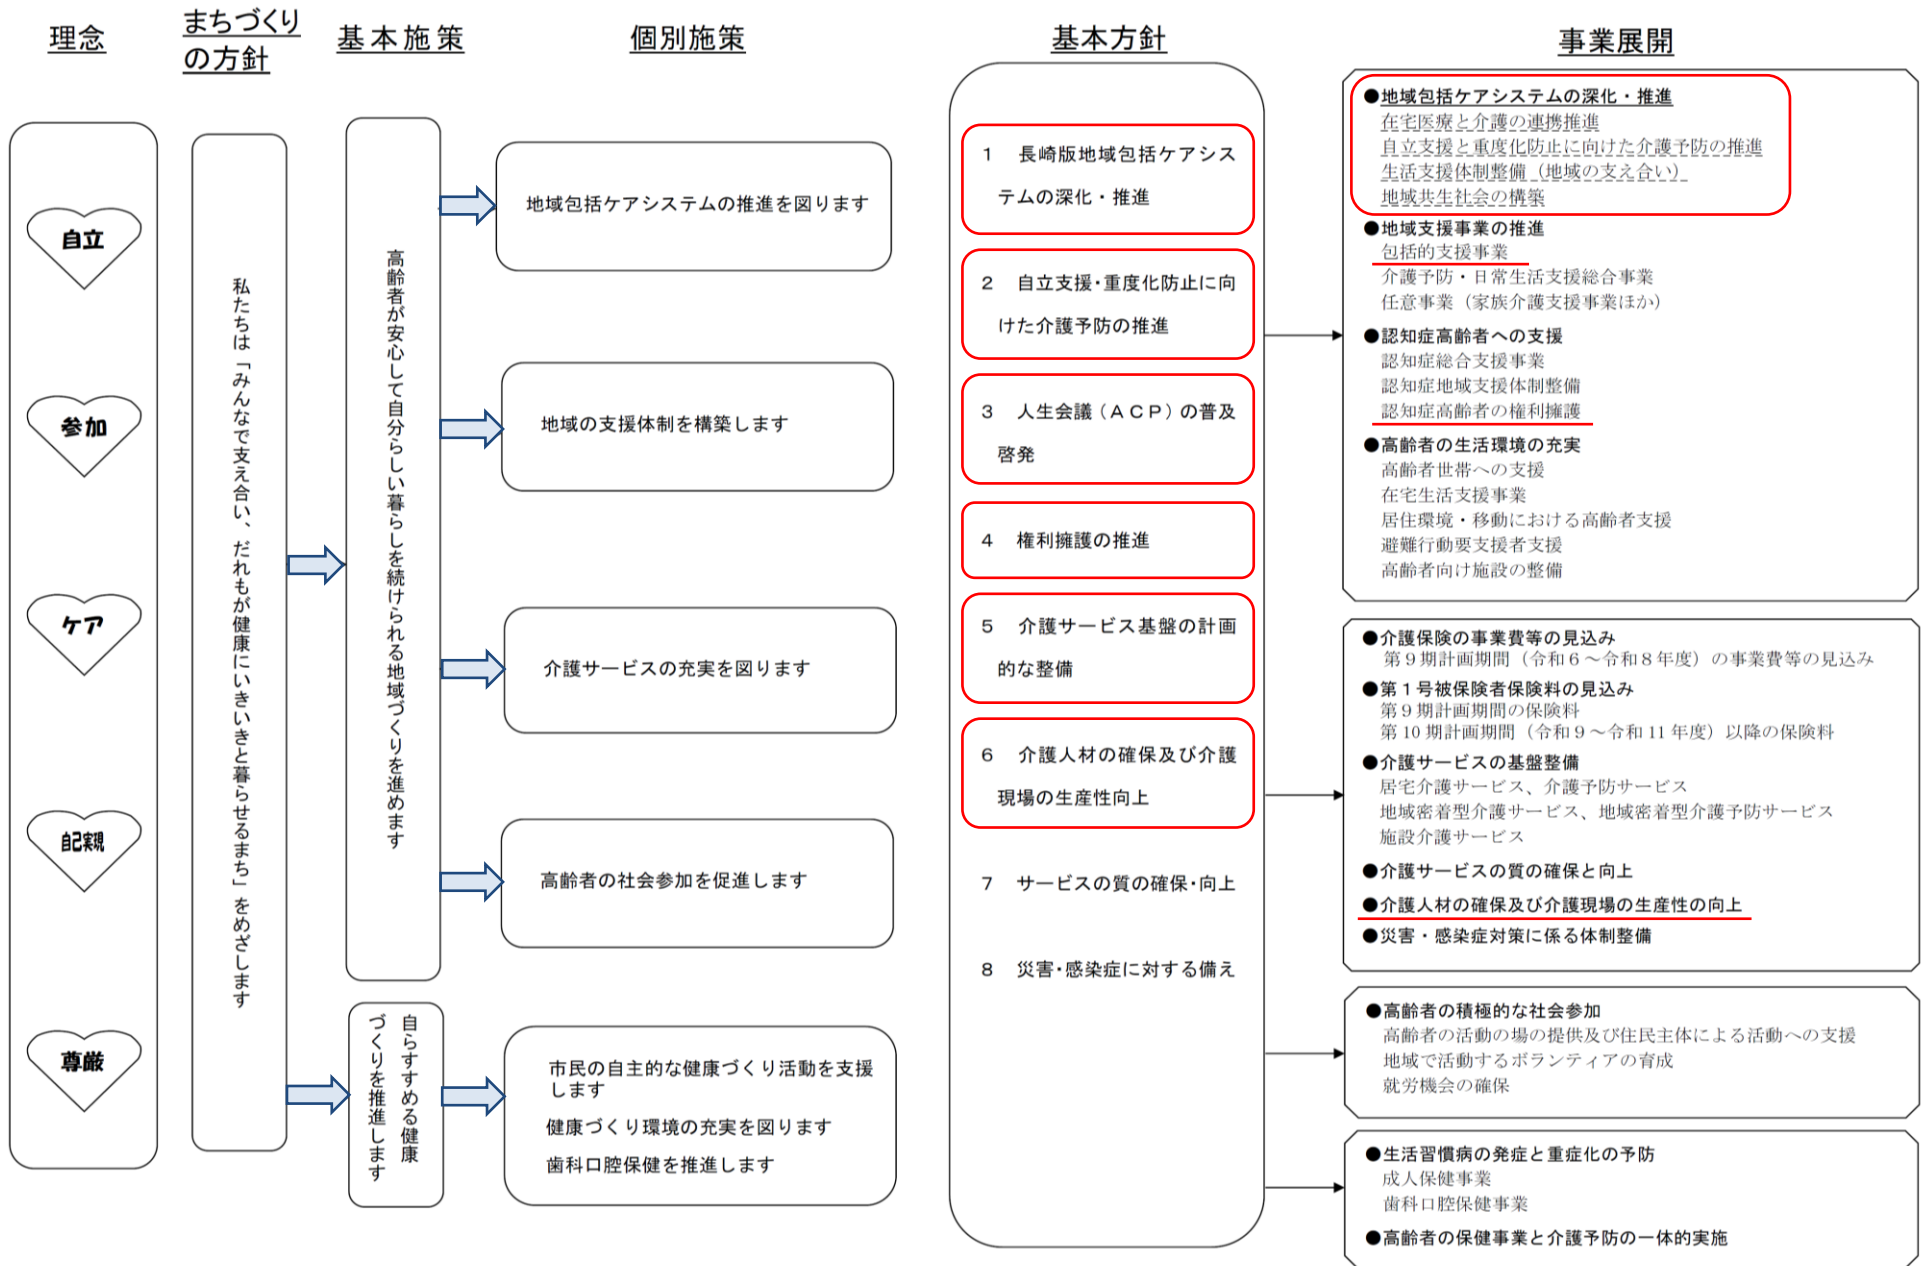 理念
まちづくり
の方針
基本施策
個別施策
基本方針
事業展開
自立
参加
ケア
自己実現
尊厳
私たちは「みんなで支え合い、だれもが健康にいきいきと暮らせるまち」をめざします
高齢者が安心して自分らしい暮らしを続けられる地域づくりを進めます
自らすすめる健康
づくりを推進します
地域包括ケアシステムの推進を図ります
地域の支援体制を構築します
介護サービスの充実を図ります
高齢者の社会参加を促進します
市民の自主的な健康づくり活動を支援
します
健康づくり環境の充実を図ります
歯科口腔保健を推進します
1 長崎版地域包括ケアシス
テムの深化・推進
2 自立支援・重度化防止に向
けた介護予防の推進
3 人生会議(ACP)の普及
啓発
4 権利擁護の推進
5 介護サービス基盤の計画
的な整備
6 介護人材の確保及び介護
現場の生産性向上
7 サービスの質の確保・向上
8 災害・感染症に対する備え
●地域包括ケアシステムの深化・推進
在宅医療と介護の連携推進
自立支援と重度化防止に向けた介護予防の推進
生活支援体制整備(地域の支え合い)
地域共生社会の構築
●地域支援事業の推進
包括的支援事業
介護予防・日常生活支援総合事業
任意事業(家族介護支援事業ほか)
●認知症高齢者への支援
認知症総合支援事業
認知症地域支援体制整備
認知症高齢者の権利擁護
●高齢者の生活環境の充実
高齢者世帯への支援
在宅生活支援事業
居住環境・移動における高齢者支援
避難行動要支援者支援
高齢者向け施設の整備
●介護保険の事業費等の見込み
第9期計画期間(令和6~令和8年度)の事業費等の見込み
●第1号被保険者保険料の見込み
第9期計画期間の保険料
第10期計画期間(令和9~令和11年度)以降の保険料
●介護サービスの基盤整備
居宅介護サービス、介護予防サービス
地域密着型介護サービス、地域密着型介護予防サービス
施設介護サービス
●介護サービスの質の確保と向上
●介護人材の確保及び介護現場の生産性の向上
●災害・感染症対策に係る体制整備
●高齢者の積極的な社会参加
高齢者の活動の場の提供及び住民主体による活動への支援
地域で活動するボランティアの育成
就労機会の確保
●生活習慣病の発症と重症化の予防
成人保健事業
歯科口腔保健事業
●高齢者の保健事業と介護予防の一体的実施